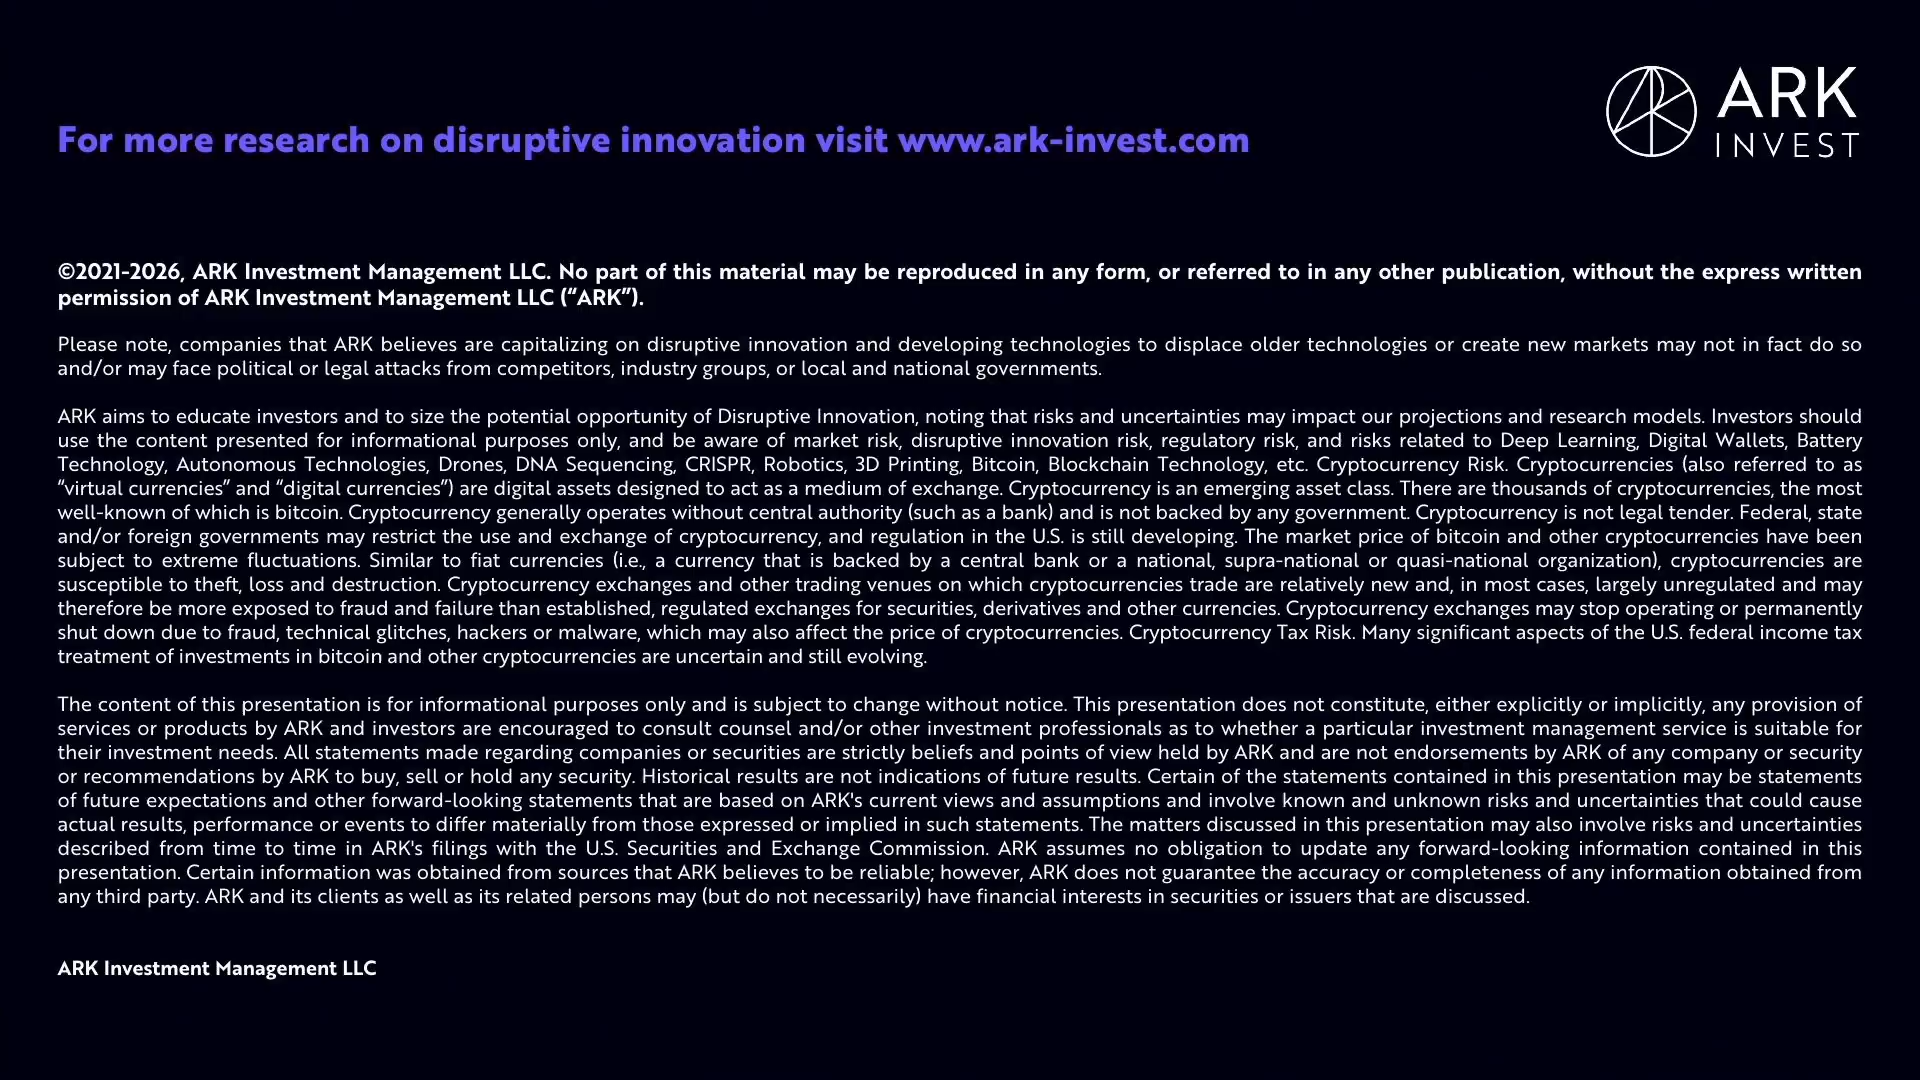 For more research on disruptive innovation visit www.ark-invest.com
ARK
INVEST
©2021-2026, ARK Investment Management LLC. No part of this material may be reproduced in any form, or referred to in any other publication, without the express written
permission of ARK Investment Management LLC (“ARK”).
Please note, companies that ARK believes are capitalizing on disruptive innovation and developing technologies to displace older technologies or create new markets may not in fact do so
and/or may face political or legal attacks from competitors, industry groups, or local and national governments.
ARK aims to educate investors and to size the potential opportunity of Disruptive Innovation, noting that risks and uncertainties may impact our projections and research models. Investors should
use the content presented for informational purposes only, and be aware of market risk, disruptive innovation risk, regulatory risk, and risks related to Deep Learning, Digital Wallets, Battery
Technology, Autonomous Technologies, Drones, DNA Sequencing, CRISPR, Robotics, 3D Printing, Bitcoin, Blockchain Technology, etc. Cryptocurrency Risk. Cryptocurrencies (also referred to as
“virtual currencies” and “digital currencies”) are digital assets designed to act as a medium of exchange. Cryptocurrency is an emerging asset class. There are thousands of cryptocurrencies, the most
well-known of which is bitcoin. Cryptocurrency generally operates without central authority (such as a bank) and is not backed by any government. Cryptocurrency is not legal tender. Federal, state
and/or foreign governments may restrict the use and exchange of cryptocurrency, and regulation in the U.S. is still developing. The market price of bitcoin and other cryptocurrencies have been
subject to extreme fluctuations. Similar to fiat currencies (i.e., a currency that is backed by a central bank or a national, supra-national or quasi-national organization), cryptocurrencies are
susceptible to theft, loss and destruction. Cryptocurrency exchanges and other trading venues on which cryptocurrencies trade are relatively new and, in most cases, largely unregulated and may
therefore be more exposed to fraud and failure than established, regulated exchanges for securities, derivatives and other currencies. Cryptocurrency exchanges may stop operating or permanently
shut down due to fraud, technical glitches, hackers or malware, which may also affect the price of cryptocurrencies. Cryptocurrency Tax Risk. Many significant aspects of the U.S. federal income tax
treatment of investments in bitcoin and other cryptocurrencies are uncertain and still evolving.
The content of this presentation is for informational purposes only and is subject to change without notice. This presentation does not constitute, either explicitly or implicitly, any provision of
services or products by ARK and investors are encouraged to consult counsel and/or other investment professionals as to whether a particular investment management service is suitable for
their investment needs. All statements made regarding companies or securities are strictly beliefs and points of view held by ARK and are not endorsements by ARK of any company or security
or recommendations by ARK to buy, sell or hold any security. Historical results are not indications of future results. Certain of the statements contained in this presentation may be statements
of future expectations and other forward-looking statements that are based on ARK's current views and assumptions and involve known and unknown risks and uncertainties that could cause
actual results, performance or events to differ materially from those expressed or implied in such statements. The matters discussed in this presentation may also involve risks and uncertainties
described from time to time in ARK's filings with the U.S. Securities and Exchange Commission. ARK assumes no obligation to update any forward-looking information contained in this
presentation. Certain information was obtained from sources that ARK believes to be reliable; however, ARK does not guarantee the accuracy or completeness of any information obtained from
any third party. ARK and its clients as well as its related persons may (but do not necessarily) have financial interests in securities or issuers that are discussed.
ARK Investment Management LLC